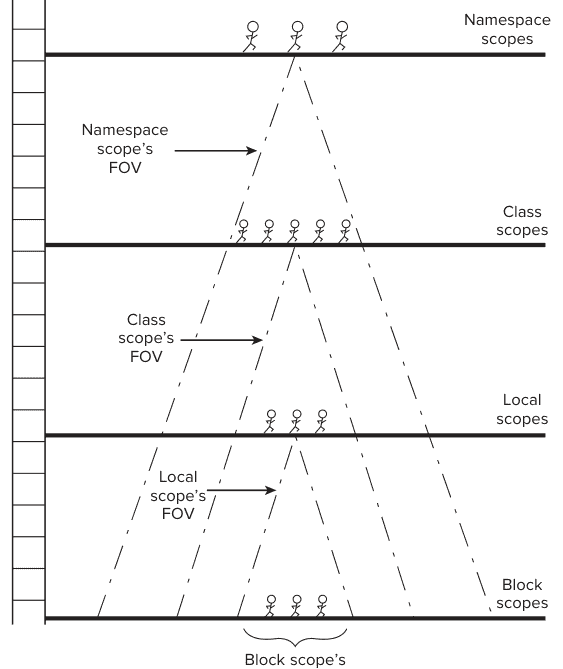 Namespace
scopes
Namespace
scope's
FOV
Class
scopes
Class
scope's
FOV
Local
scopes
Local
scope's
FOV
Block
scopes
Block scope's